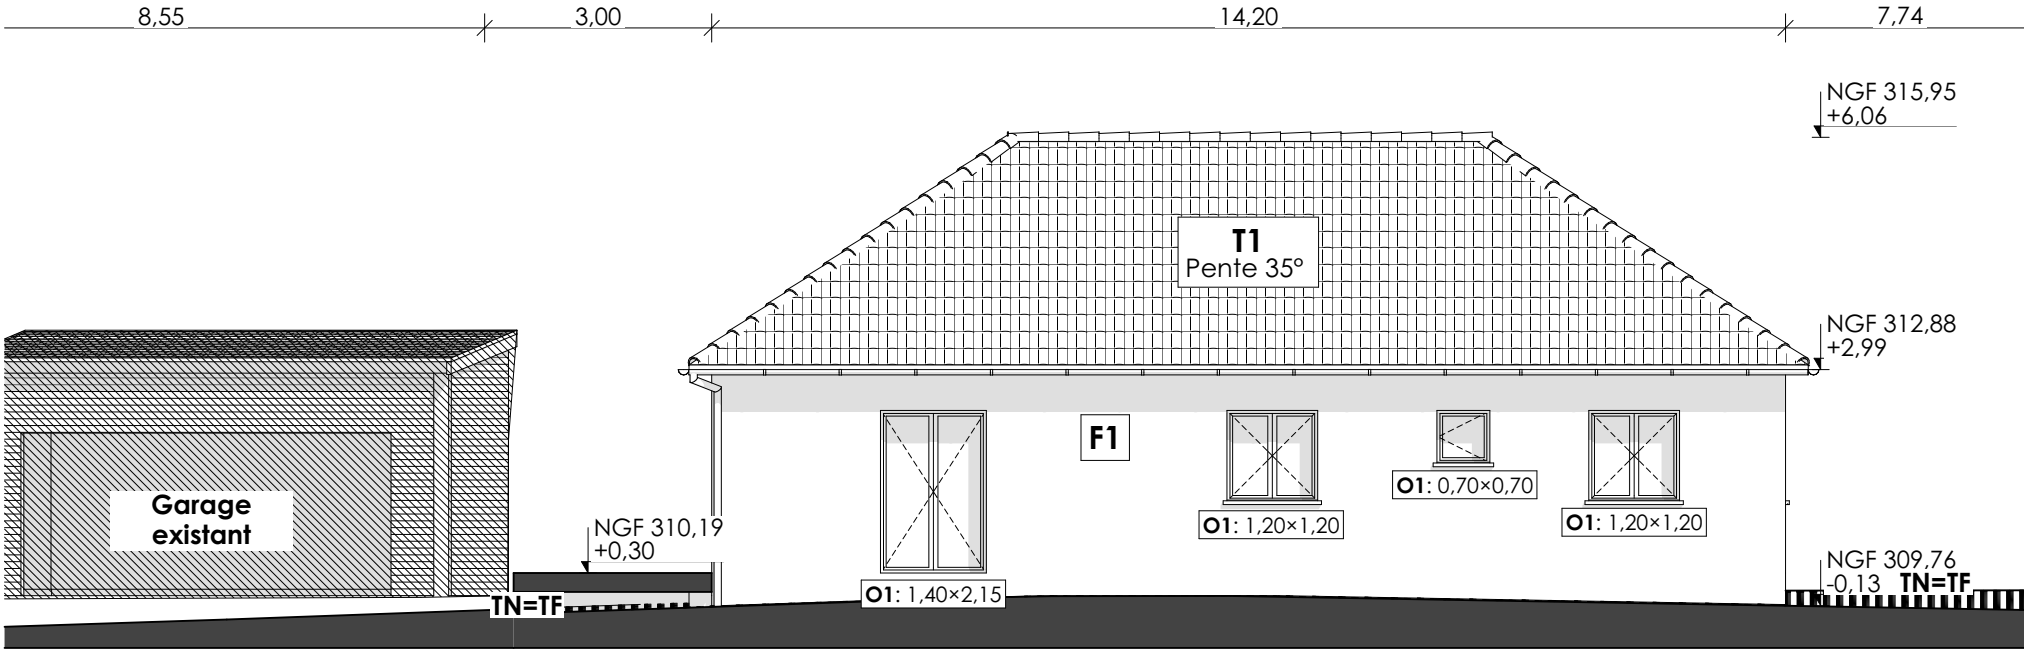 8,55
3,00
14,20
7,74
NGF 315,95
+6,06
T1
Pente 35°
NGF 312,88
+2,99
F1
O1: 0,70×0,70
Garage
existant
NGF 310,19
+0,30
O1: 1,20×1,20
O1: 1,20×1,20
NGF 309,76
-0,13 TN=TF
O1: 1,40×2,15
TN=TF